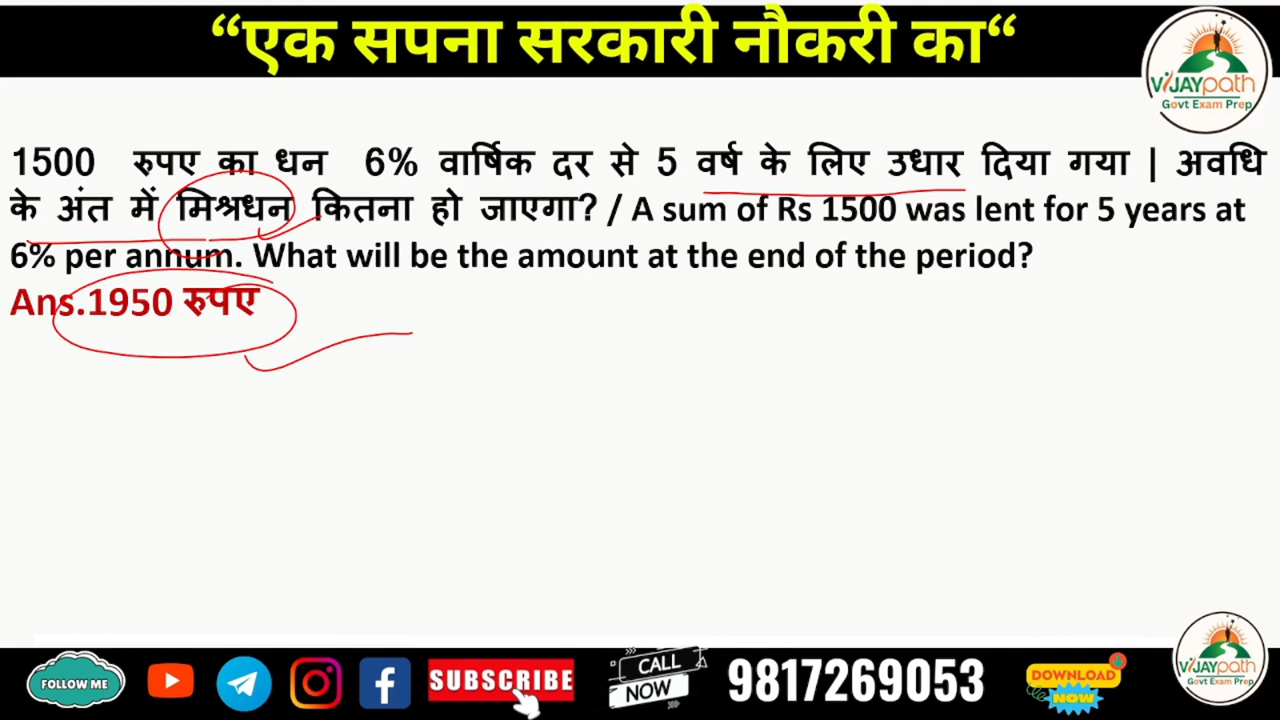 “एक सपना सरकारी नौकरी का“
VIJAYpath
Govt Exam Prep
1500 रुपए का धन 6% वार्षिक दर से 5 वर्ष के लिए उधार दिया गया | अवधि
के अंत में मिश्रधन कितना हो जाएगा? / A sum of Rs 1500 was lent for 5 years at
6% per annum. What will be the amount at the end of the period?
Ans.1950 रुपए
FOLLOW ME
SUBSCRIBE
CALL
NOW
9817269053
DOWNLOAD
NOW
VIJAYpath
Govt Exam Prep